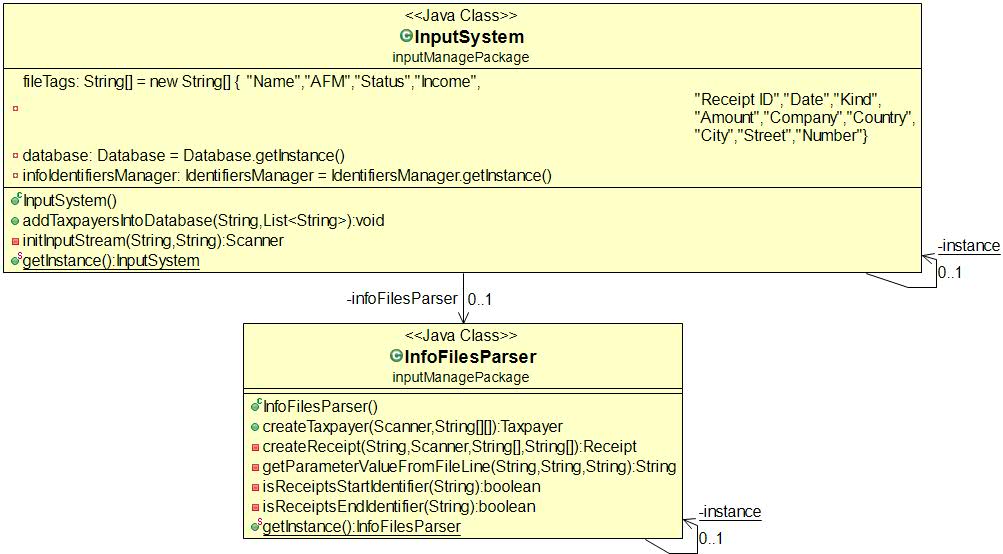 <<Java Class>>
InputSystem
inputManagePackage
fileTags: String[] = new String[] { "Name","AFM","Status","Income",
"Receipt ID","Date","Kind",
"Amount","Company","Country",
"City","Street","Number"}
database: Database = Database.getInstance()
infoIdentifiersManager: IdentifiersManager = IdentifiersManager.getInstance()
InputSystem()
addTaxpayersIntoDatabase(String,List<String>):void
initInputStream(String,String):Scanner
getInstance():InputSystem
-instance
0..1
-infoFilesParser 0..1
<<Java Class>>
InfoFilesParser
inputManagePackage
InfoFilesParser()
createTaxpayer(Scanner,String[][]):Taxpayer
createReceipt(String,Scanner,String[],String[]):Receipt
getParameterValueFromFileLine(String,String,String):String
isReceiptsStartIdentifier(String):boolean
isReceiptsEndIdentifier(String):boolean
getInstance():InfoFilesParser
-instance
0..1